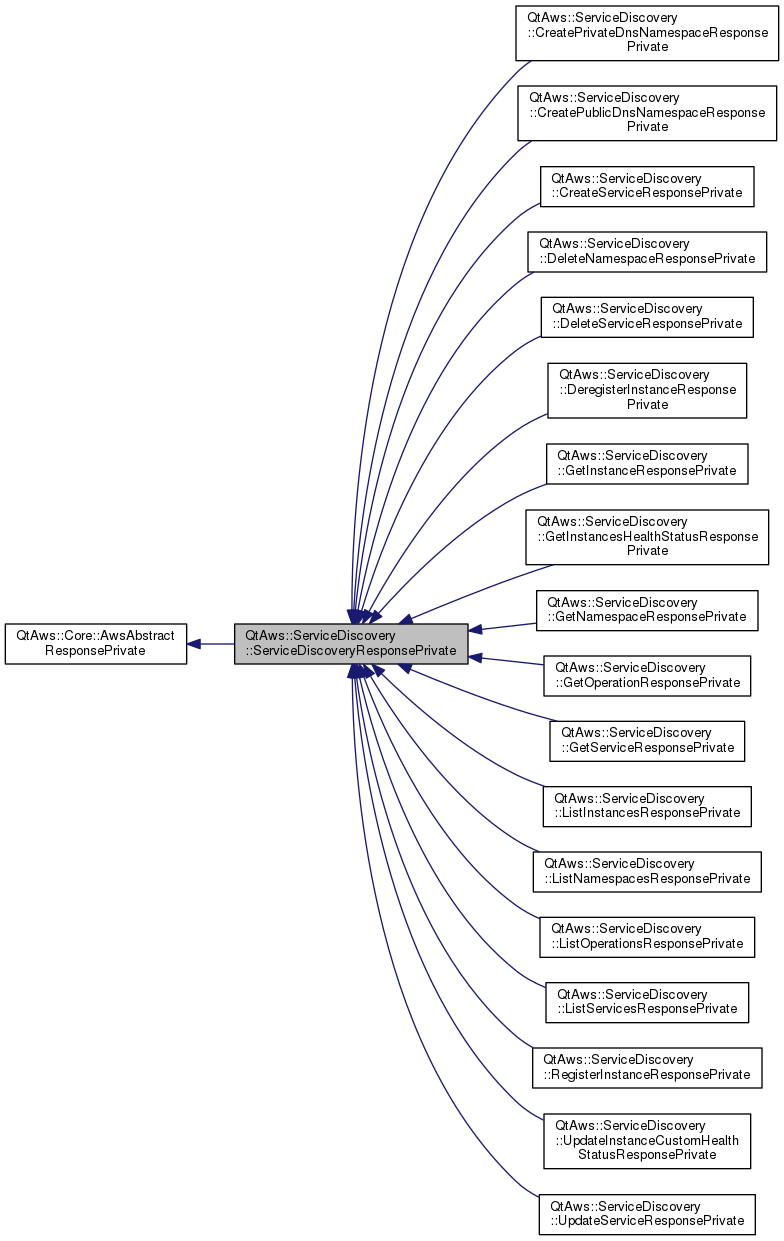 QtAws::Core::AwsAbstract
ResponsePrivate
QtAws::ServiceDiscovery
::ServiceDiscoveryResponsePrivate
QtAws::ServiceDiscovery
::CreatePrivateDnsNamespaceResponse
Private
QtAws::ServiceDiscovery
::CreatePublicDnsNamespaceResponse
Private
QtAws::ServiceDiscovery
::CreateServiceResponsePrivate
QtAws::ServiceDiscovery
::DeleteNamespaceResponsePrivate
QtAws::ServiceDiscovery
::DeleteServiceResponsePrivate
QtAws::ServiceDiscovery
::DeregisterInstanceResponse
Private
QtAws::ServiceDiscovery
::GetInstanceResponsePrivate
QtAws::ServiceDiscovery
::GetInstancesHealthStatusResponse
Private
QtAws::ServiceDiscovery
::GetNamespaceResponsePrivate
QtAws::ServiceDiscovery
::GetOperationResponsePrivate
QtAws::ServiceDiscovery
::GetServiceResponsePrivate
QtAws::ServiceDiscovery
::ListInstancesResponsePrivate
QtAws::ServiceDiscovery
::ListNamespacesResponsePrivate
QtAws::ServiceDiscovery
::ListOperationsResponsePrivate
QtAws::ServiceDiscovery
::ListServicesResponsePrivate
QtAws::ServiceDiscovery
::RegisterInstanceResponsePrivate
QtAws::ServiceDiscovery
::UpdateInstanceCustomHealth
StatusResponsePrivate
QtAws::ServiceDiscovery
::UpdateServiceResponsePrivate